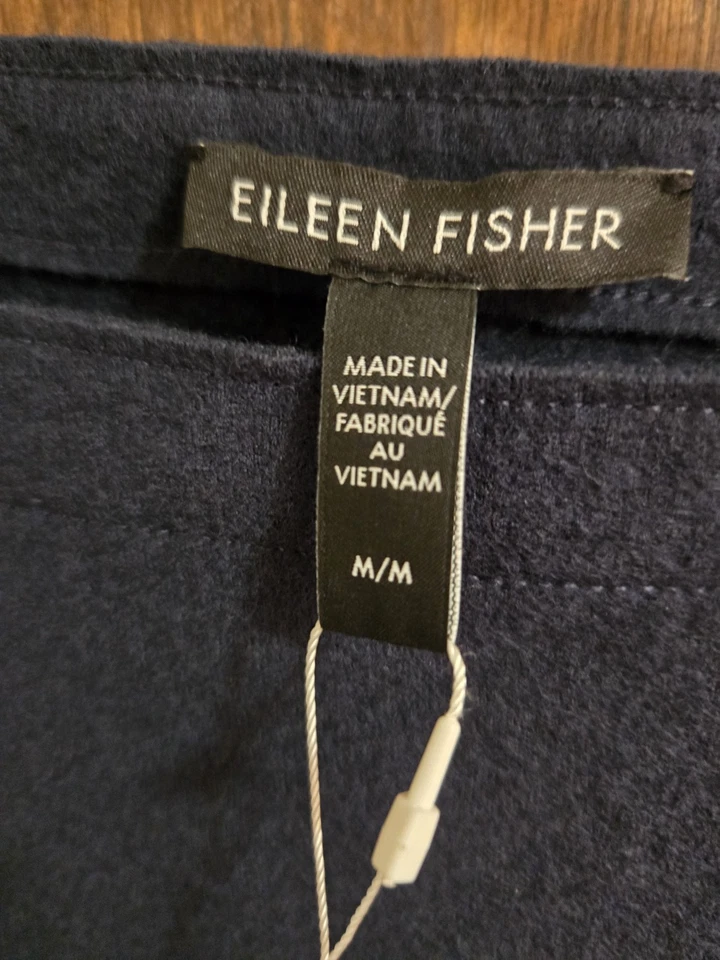 EILEEN FISHER
MADE IN
VIETNAM/
FABRIQUÉ
AU
VIETNAM
M/M